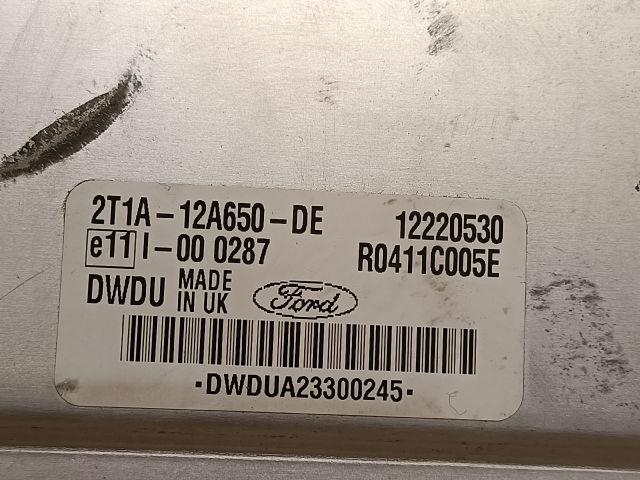 2T1A-12A650-DE 12220530
e11 I-00 0287 R0411C005E
DWDU MADE IN UK Ford
-DWDUA23300245-